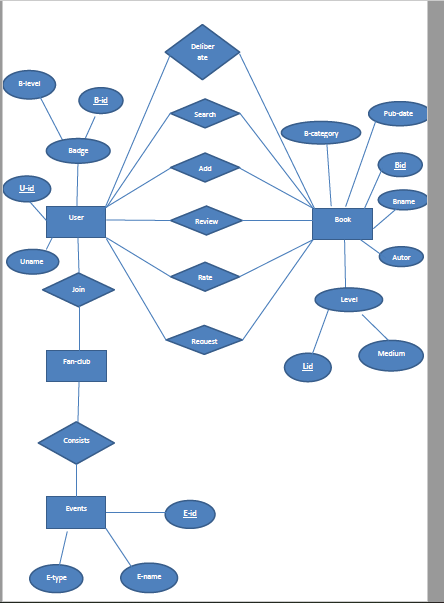 Deliber
ate
B-level
B-id
Search
Pub-date
B-category
Badge
Add
Bid
U-id
Bname
User
Review
Book
Uname
Autor
Join
Rate
Level
Request
Medium
Fan-club
Lid
Consists
Events
E-id
E-type
E-name